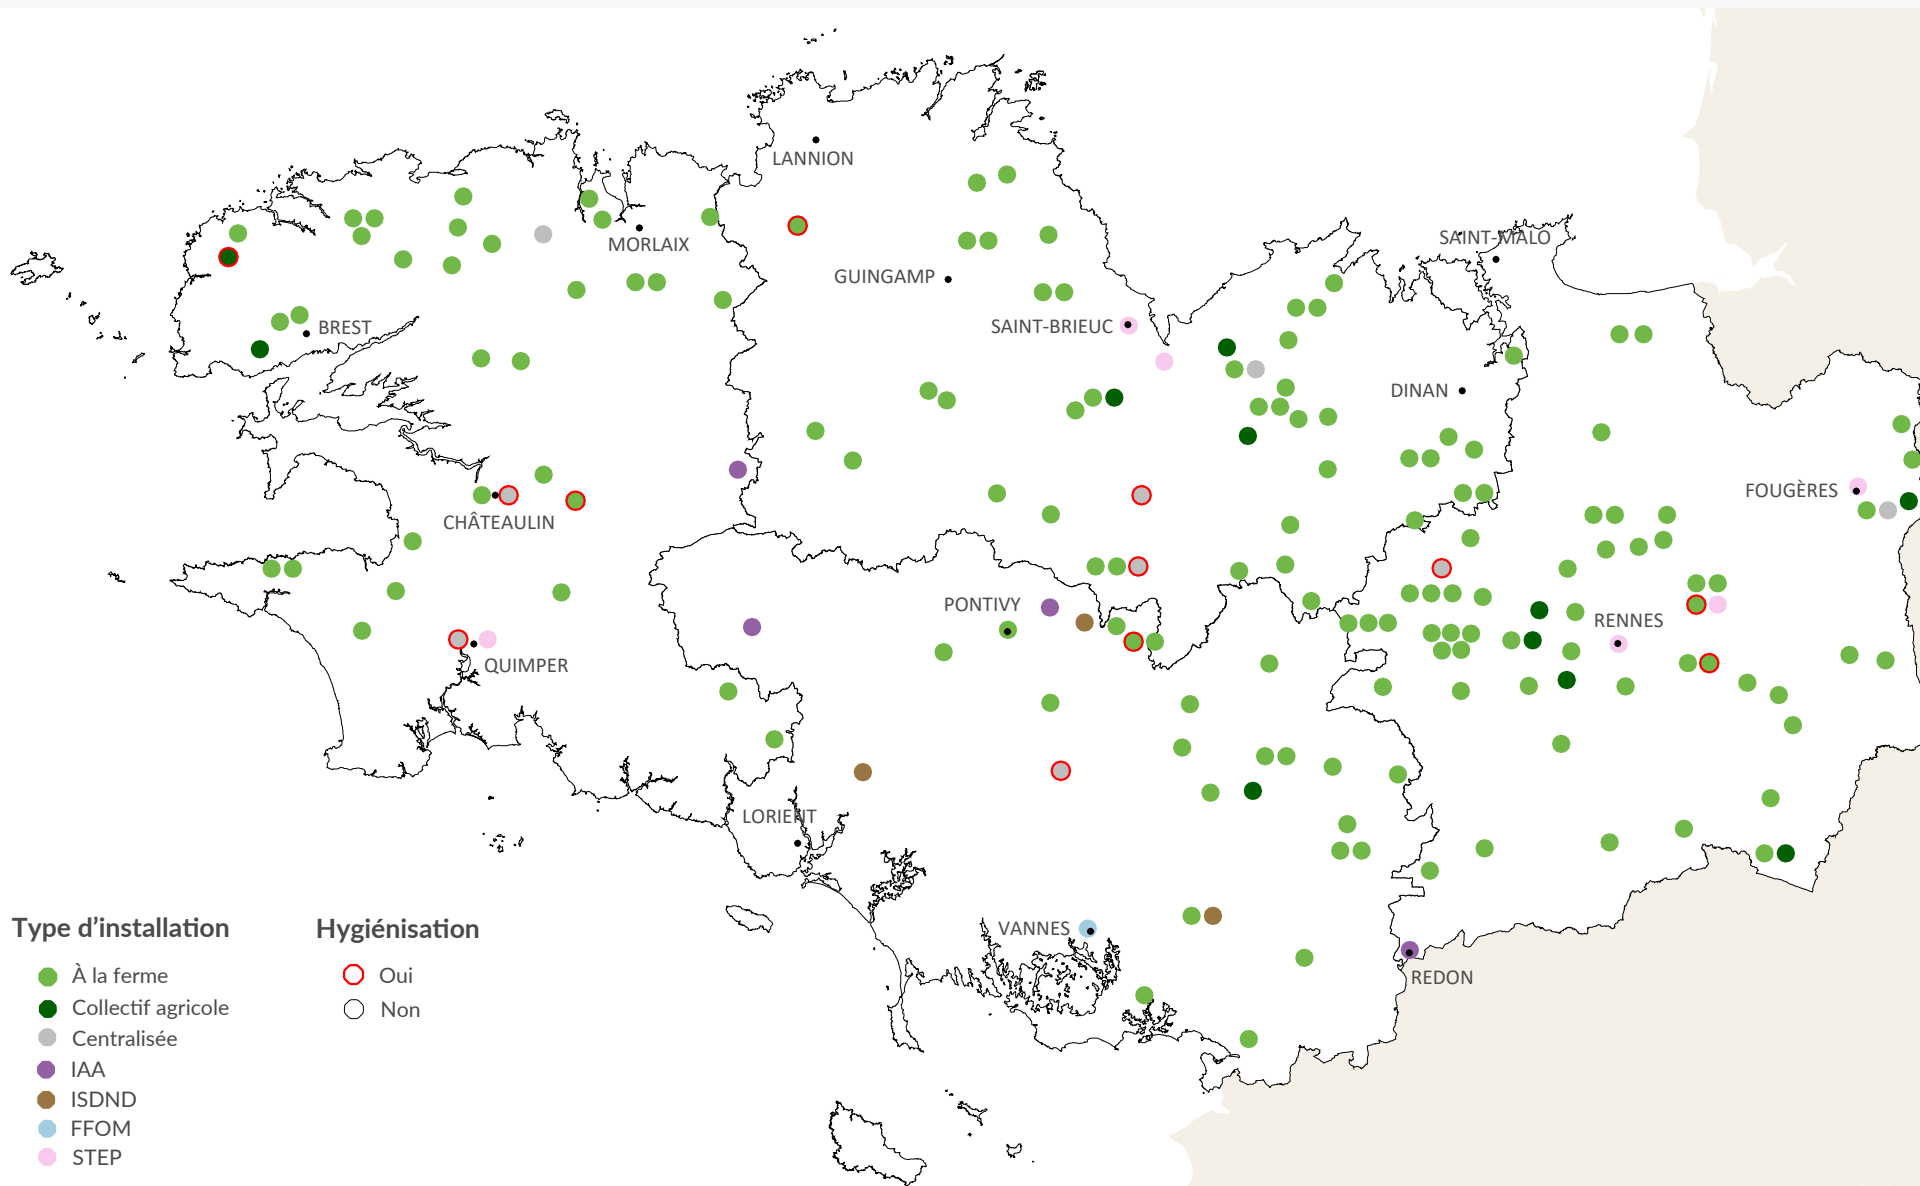 LANNION
MORLAIX
SAINT-MALO
GUINGAMP
BREST
SAINT-BRIEUC
DINAN
FOUGÈRES
CHÂTEAULIN
PONTIVY
RENNES
QUIMPER
LORIENT
VANNES
REDON
Type d’installation
À la ferme
Collectif agricole
Centralisée
IAA
ISDND
FFOM
STEP
Hygiénisation
Oui
Non